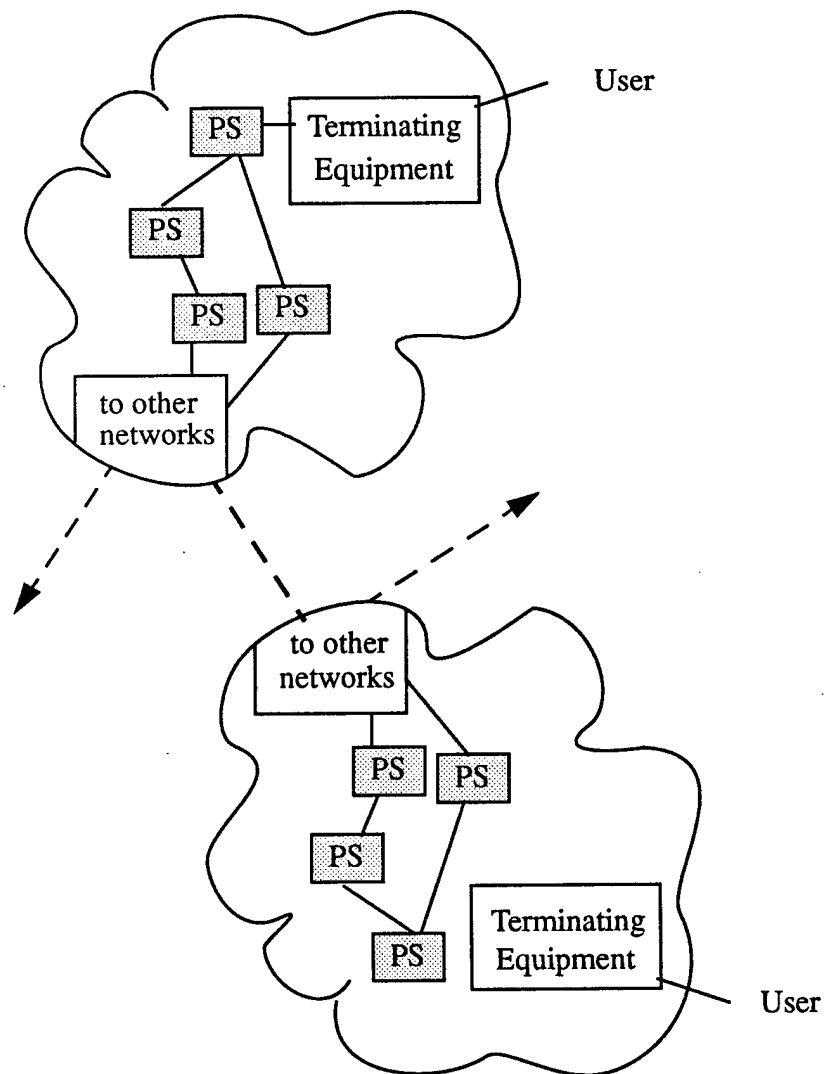 User
PS
Terminating
Equipment
PS
PS
PS
to other
networks
to other
networks
PS
PS
PS
Terminating
Equipment
PS
User